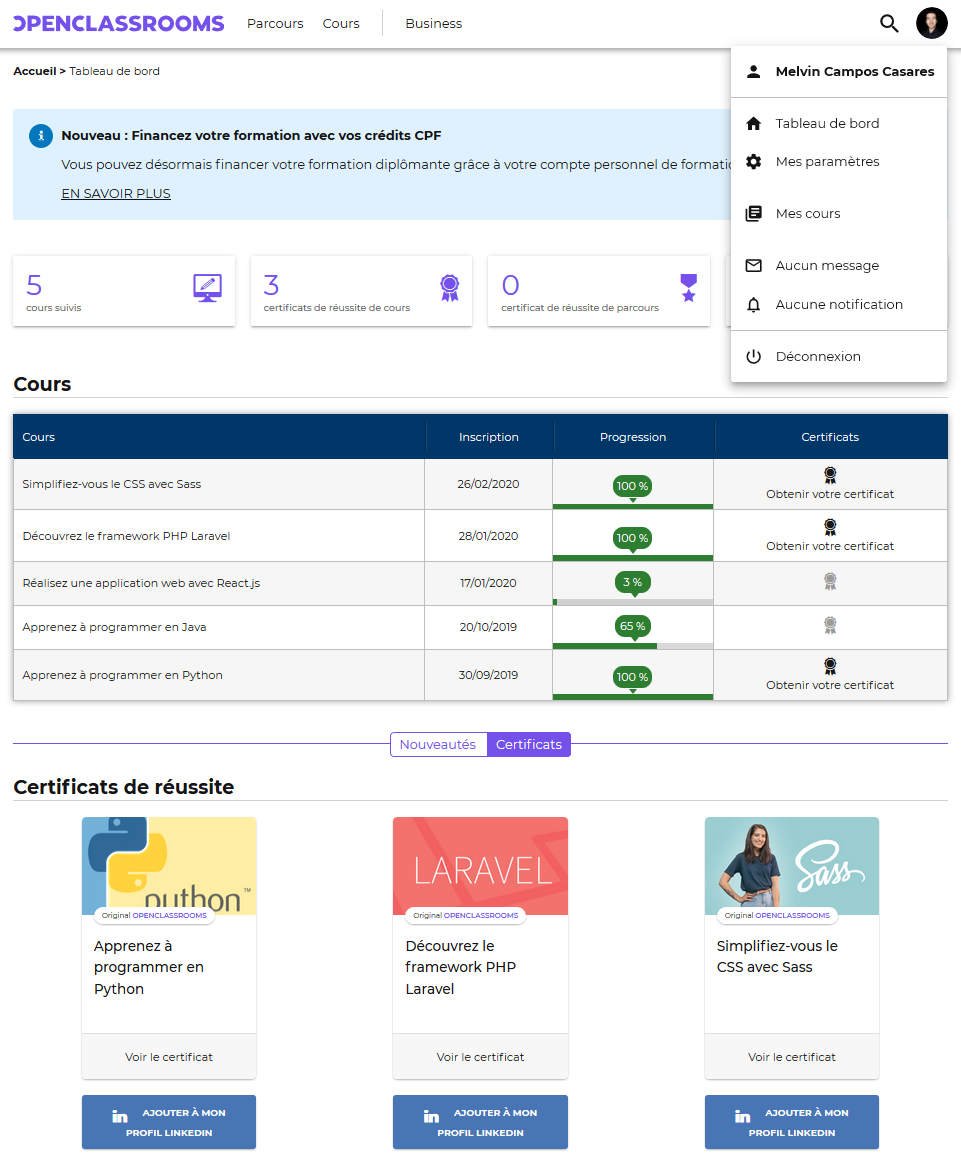 OPENCLASSROOMS Parcours Cours Business
Accueil > Tableau de bord
Melvin Campos Casares
Tableau de bord
Mes paramètres
Mes cours
Aucun message
Aucune notification
Déconnexion
Nouveau : Financez votre formation avec vos crédits CPF
Vous pouvez désormais financer votre formation diplômante grâce à votre compte personnel de
EN SAVOIR PLUS
5
cours suivis
3
certificats de réussite de cours
0
certificat de réussite de parcours
Cours
Cours Inscription Progression Certificats
Simplifiez-vous le CSS avec Sass 26/02/2020 100 % Obtenir votre certificat
Découvrez le framework PHP Laravel 28/01/2020 100 % Obtenir votre certificat
Réalisez une application web avec React.js 17/01/2020 3 %
Apprenez à programmer en Java 20/10/2019 65 %
Apprenez à programmer en Python 30/09/2019 100 % Obtenir votre certificat
Nouveautés Certificats
Certificats de réussite
python™
Original OPENCLASSROOMS
Apprenez à
programmer en
Python
Voir le certificat
in AJOUTER À MON
PROFIL LINKEDIN
LARAVEL
Original OPENCLASSROOMS
Découvrez le
framework PHP
Laravel
Voir le certificat
in AJOUTER À MON
PROFIL LINKEDIN
Sass
Original OPENCLASSROOMS
Simplifiez-vous le
CSS avec Sass
Voir le certificat
in AJOUTER À MON
PROFIL LINKEDIN